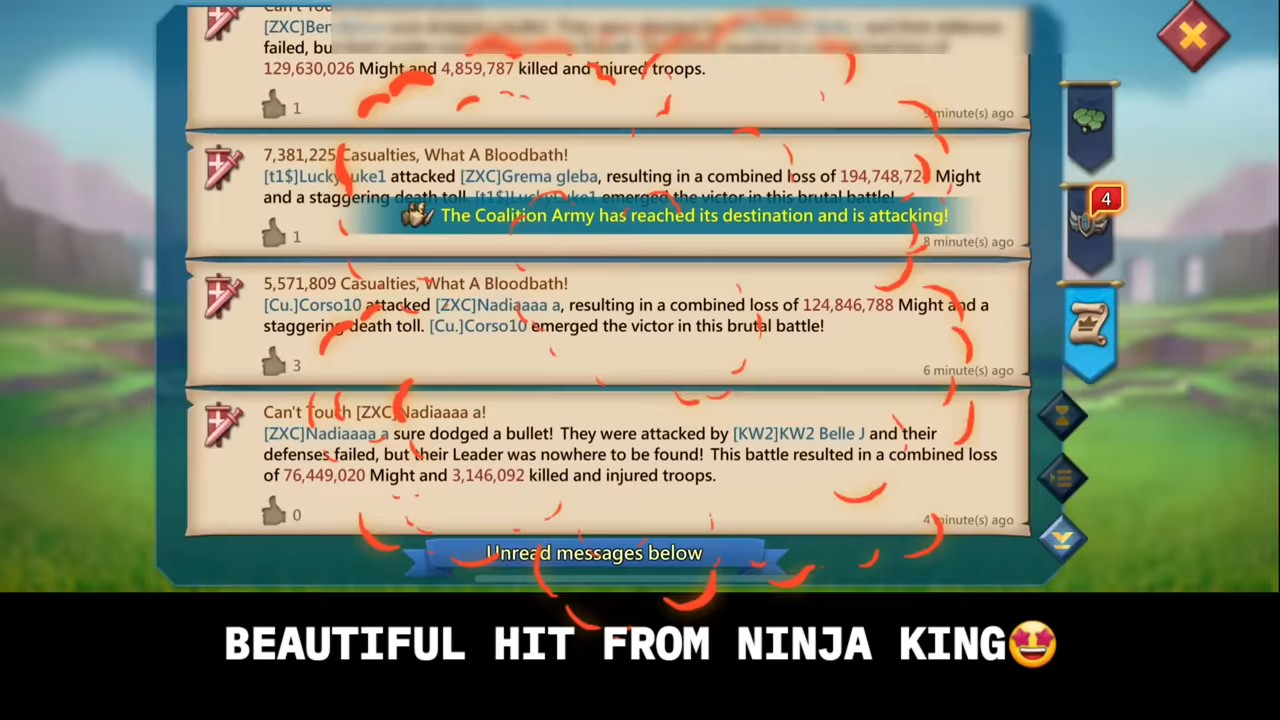 [ZXC]Ben
failed, bu
129,630,026 Might and 4,859,787 killed and injured troops.
1
minute(s) ago
7,381,225 Casualties, What A Bloodbath!
[t1$]LuckyLuke1 attacked [ZXC]Grema gleba, resulting in a combined loss of 194,748,72 Might
and a staggering death toll. [t1$]LuckyLuke1 emerged the victor in this brutal battle!
The Coalition Army has reached its destination and is attacking!
1
8 minute(s) ago
5,571,809 Casualties, What A Bloodbath!
[Cu.]Corso10 attacked [ZXC]Nadiaaaa a, resulting in a combined loss of 124,846,788 Might and a
staggering death toll. [Cu.]Corso10 emerged the victor in this brutal battle!
3
6 minute(s) ago
Can't Touch [ZXC]Nadiaaaa a!
[ZXC]Nadiaaaa a sure dodged a bullet! They were attacked by [KW2]KW2 Belle J and their
defenses failed, but their Leader was nowhere to be found! This battle resulted in a combined loss
of 76,449,020 Might and 3,146,092 killed and injured troops.
0
4 minute(s) ago
Unread messages below
4
BEAUTIFUL HIT FROM NINJA KING🤩